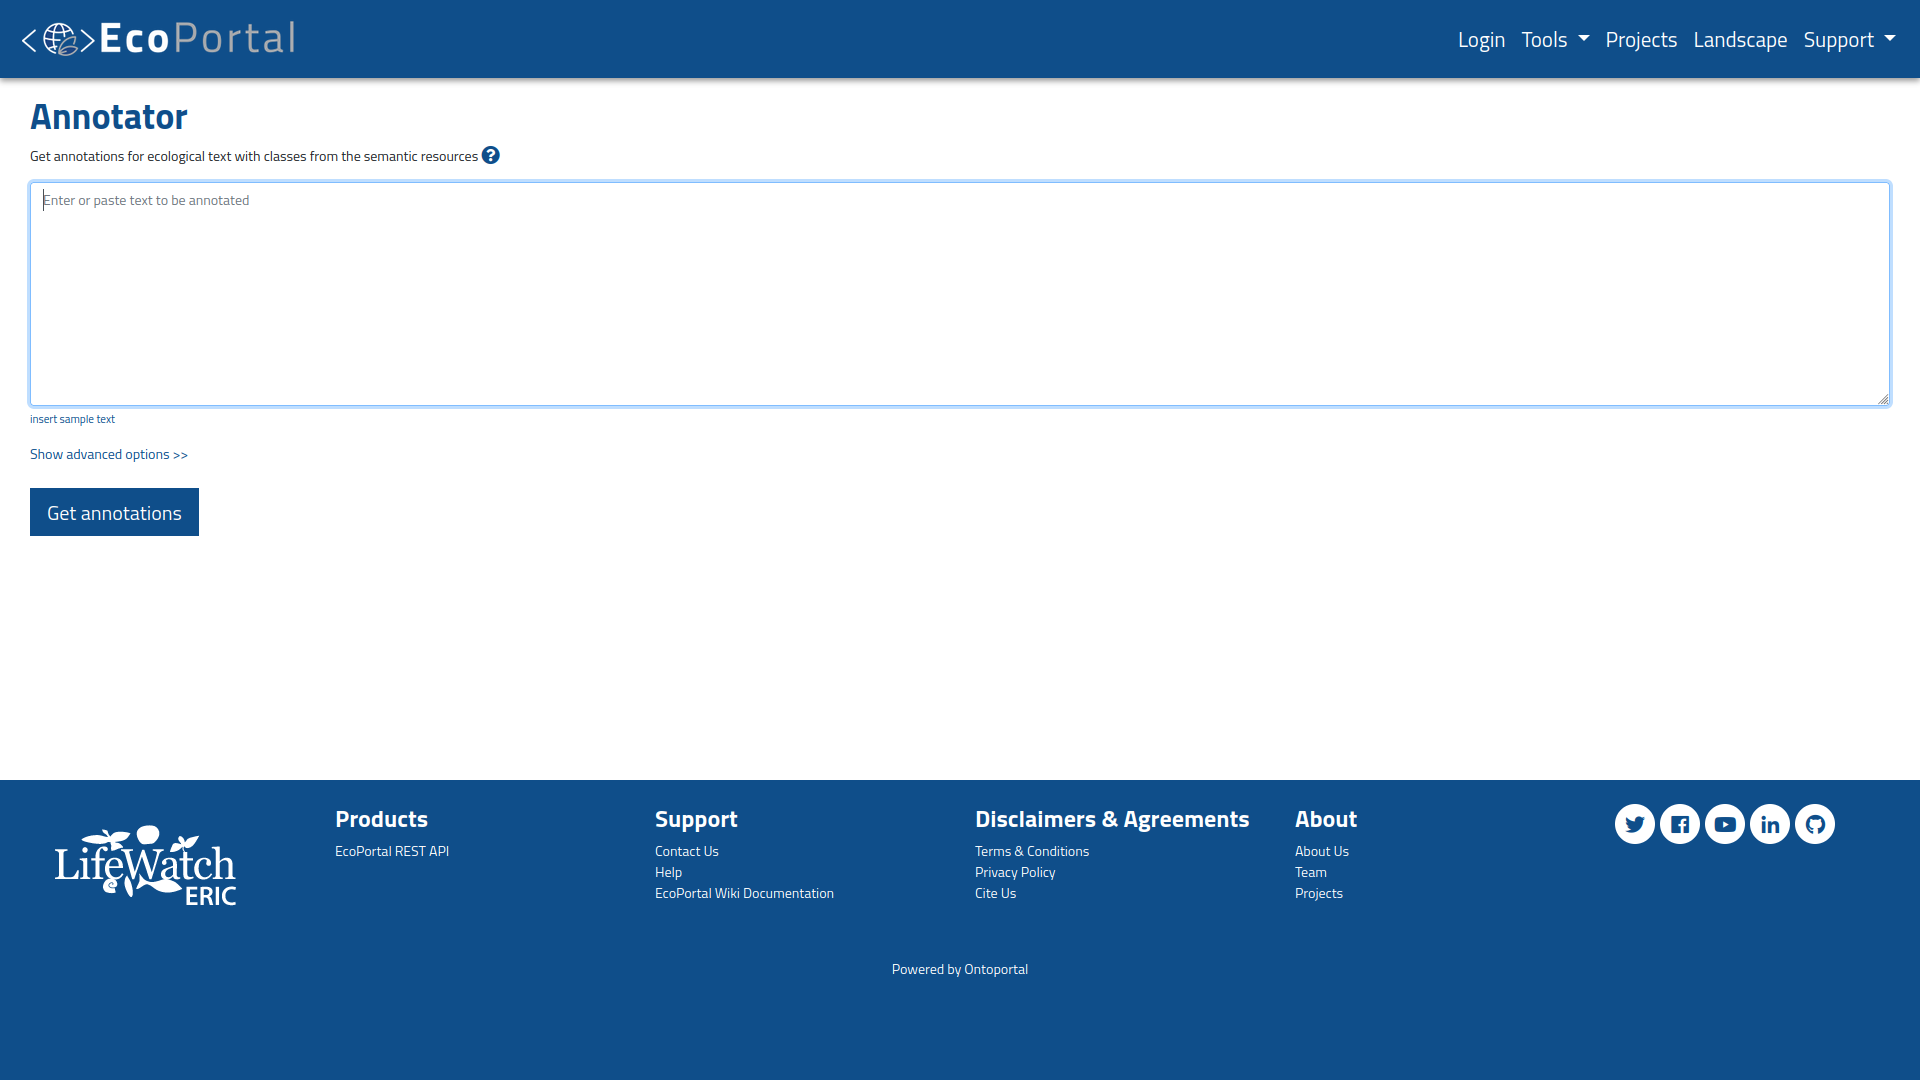 EcoPortal
Login Tools Projects Landscape Support
Annotator
Get annotations for ecological text with classes from the semantic resources
Enter or paste text to be annotated
insert sample text
Show advanced options >>
Get annotations
LifeWatch
ERIC
Products
EcoPortal REST API
Support
Contact Us
Help
EcoPortal Wiki Documentation
Disclaimers & Agreements
Terms & Conditions
Privacy Policy
Cite Us
About
About Us
Team
Projects
Powered by Ontoportal